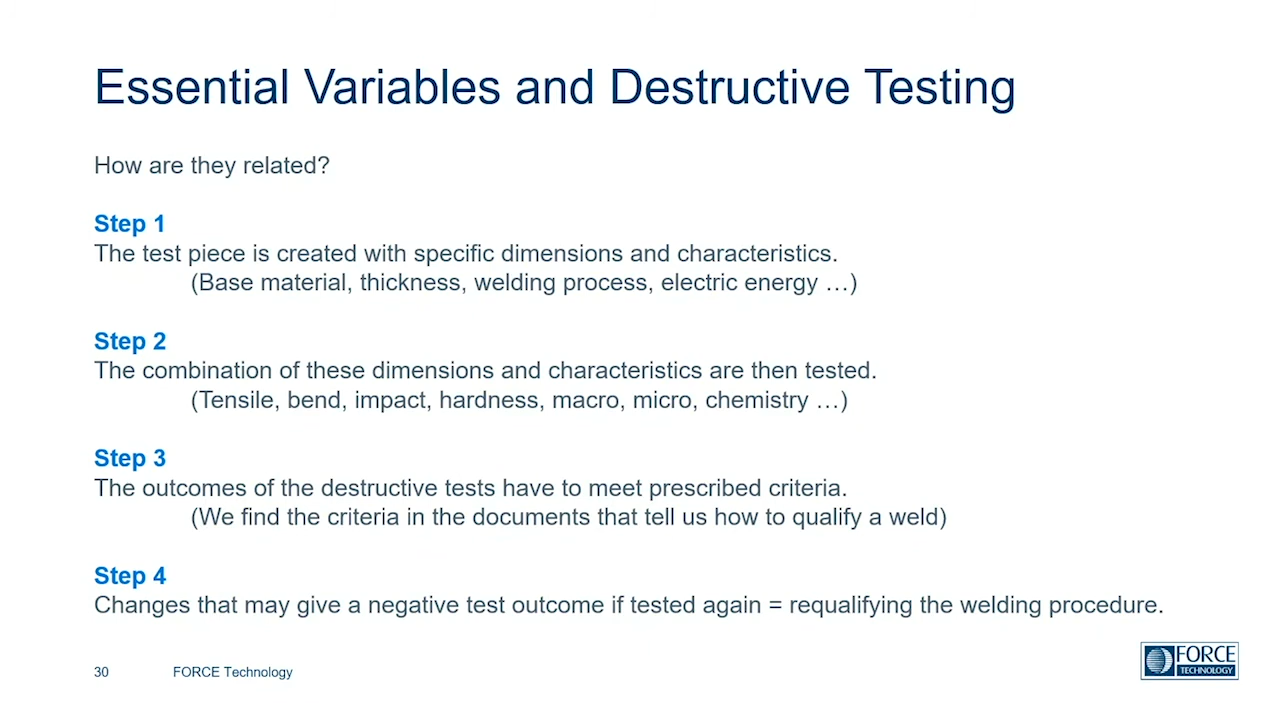 Essential Variables and Destructive Testing
How are they related?
Step 1
The test piece is created with specific dimensions and characteristics.
(Base material, thickness, welding process, electric energy …)
Step 2
The combination of these dimensions and characteristics are then tested.
(Tensile, bend, impact, hardness, macro, micro, chemistry …)
Step 3
The outcomes of the destructive tests have to meet prescribed criteria.
(We find the criteria in the documents that tell us how to qualify a weld)
Step 4
Changes that may give a negative test outcome if tested again = requalifying the welding procedure.
30 FORCE Technology
FORCE
TECHNOLOGY